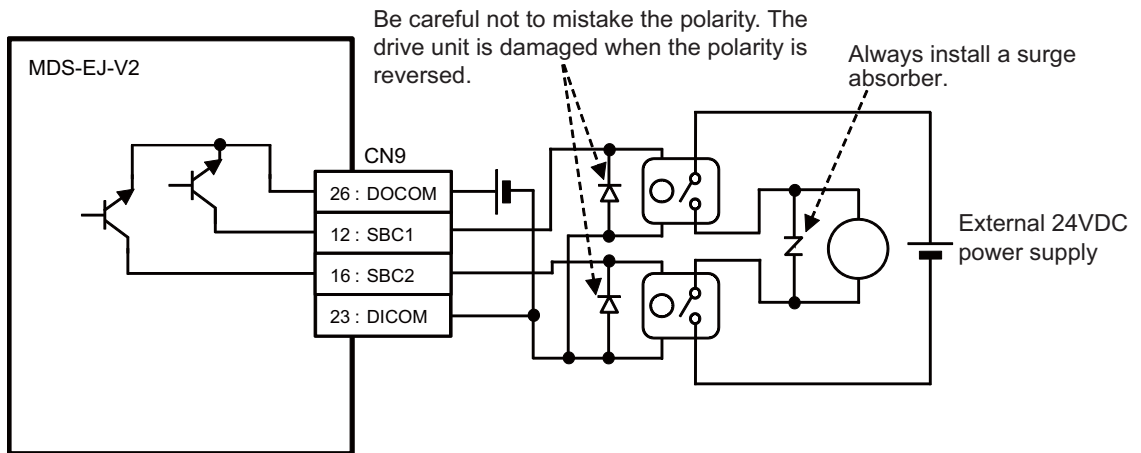 Be careful not to mistake the polarity. The
drive unit is damaged when the polarity is
reversed.
Always install a surge
absorber.
MDS-EJ-V2
CN9
26 : DOCOM
12 : SBC1
16 : SBC2
23 : DICOM
External 24VDC
power supply